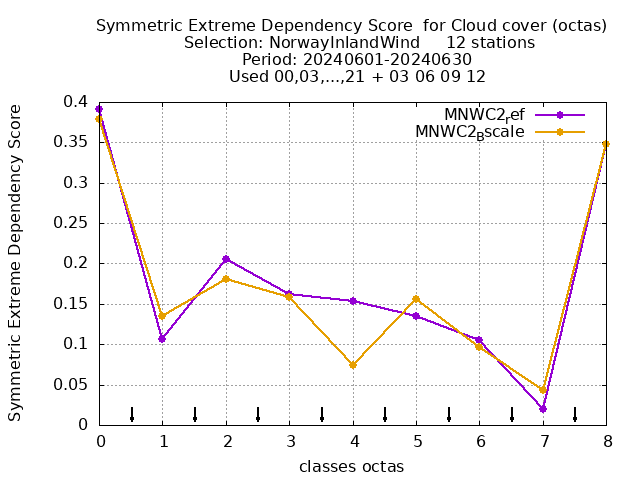 Symmetric Extreme Dependency Score  for Cloud cover (octas)
Selection: NorwayInlandWind     12 stations
Period: 20240601-20240630
Used 00,03,...,21 + 03 06 09 12
MNWC2ref
MNWC2Bscale
Symmetric Extreme Dependency Score
0.4
0.35
0.3
0.25
0.2
0.15
0.1
0.05
0
0 1 2 3 4 5 6 7 8
classes octas